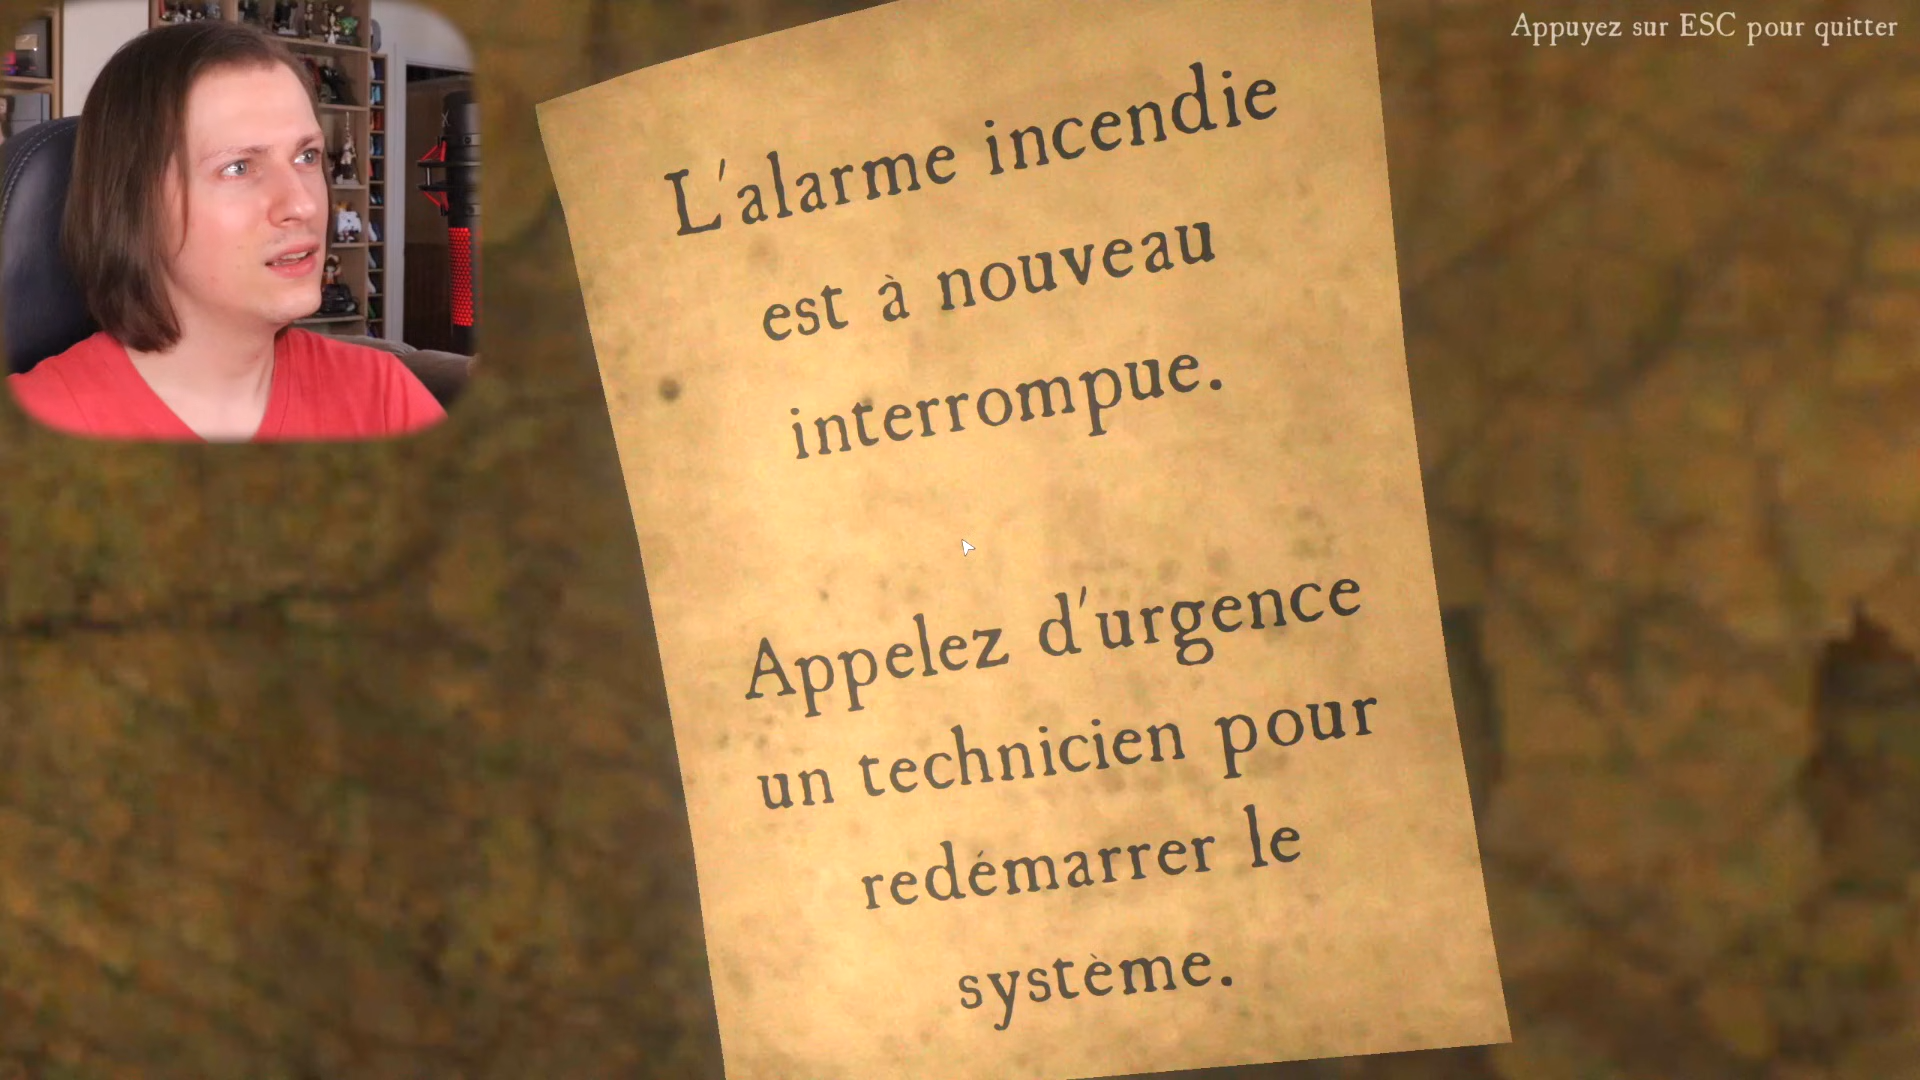 Appuyez sur ESC pour quitter
L'alarme incendie
est à nouveau
interrompue.
Appelez d'urgence
un technicien pour
redémarrer le
système.